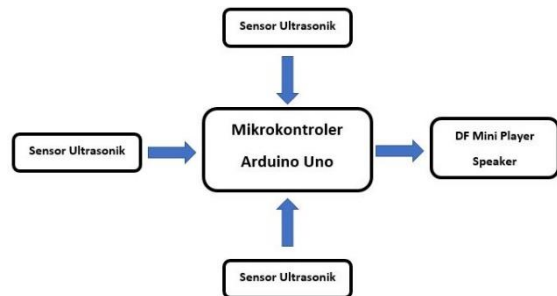 Sensor Ultrasonik
Mikrokontroler
Arduino Uno
DF Mini Player
Speaker
Sensor Ultrasonik
Sensor Ultrasonik